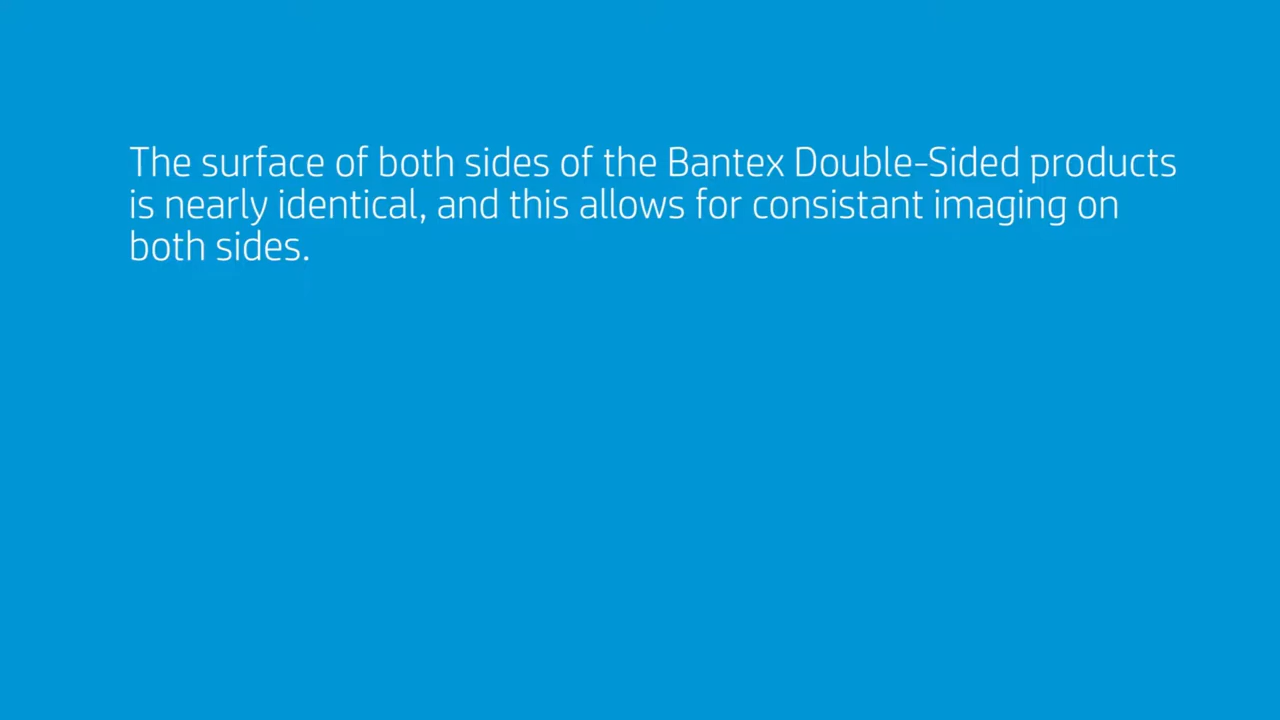 The surface of both sides of the Bantex Double-Sided products
is nearly identical, and this allows for consistant imaging on
both sides.